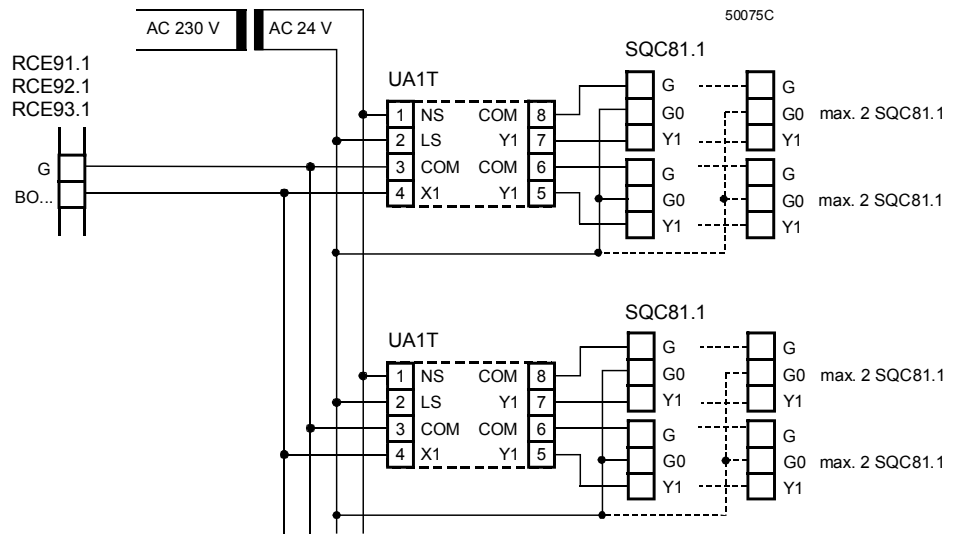 50075C
AC 230 V AC 24 V
SQC81.1
RCE91.1
RCE92.1
RCE93.1
UA1T
G G
1 NS COM 8
G0 G0 max. 2 SQC81.1
2 LS Y1 7
Y1 Y1
G
3 COM COM 6
G G
BO...
4 X1 Y1 5
G0 G0 max. 2 SQC81.1
Y1 Y1
SQC81.1
UA1T
G G
1 NS COM 8
G0 G0 max. 2 SQC81.1
2 LS Y1 7
Y1 Y1
3 COM COM 6
G G
4 X1 Y1 5
G0 G0 max. 2 SQC81.1
Y1 Y1